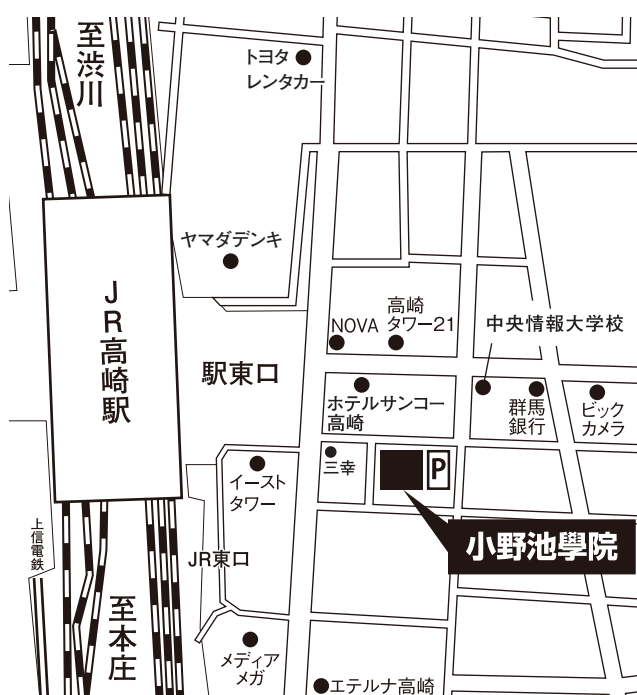 至渋川
トヨタ
レンタカー
ヤマダデンキ
JR高崎駅
NOVA
高崎
タワー21
中央情報大学校
駅東口
ホテルサンコー
高崎
群馬
銀行
ビック
カメラ
三幸
P
イースト
タワー
小野池學院
上信電鉄
JR東口
至本庄
メディア
メガ
エテルナ高崎